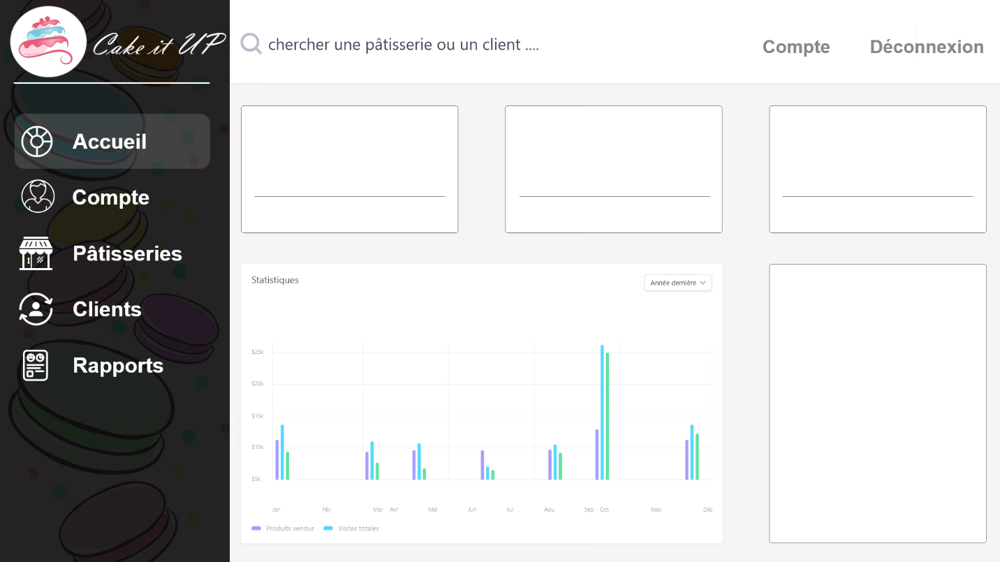 Cake it UP
chercher une pâtisserie ou un client ....
Compte
Déconnexion
Accueil
Compte
Pâtisseries
Clients
Rapports
Statistiques
Année dernière
$25k
$20k
$15k
$10k
$5k
Jan Fév Mar Avr Mai Jun Jul Aou Sep Oct Nov Déc
Produits vendus Visites totales